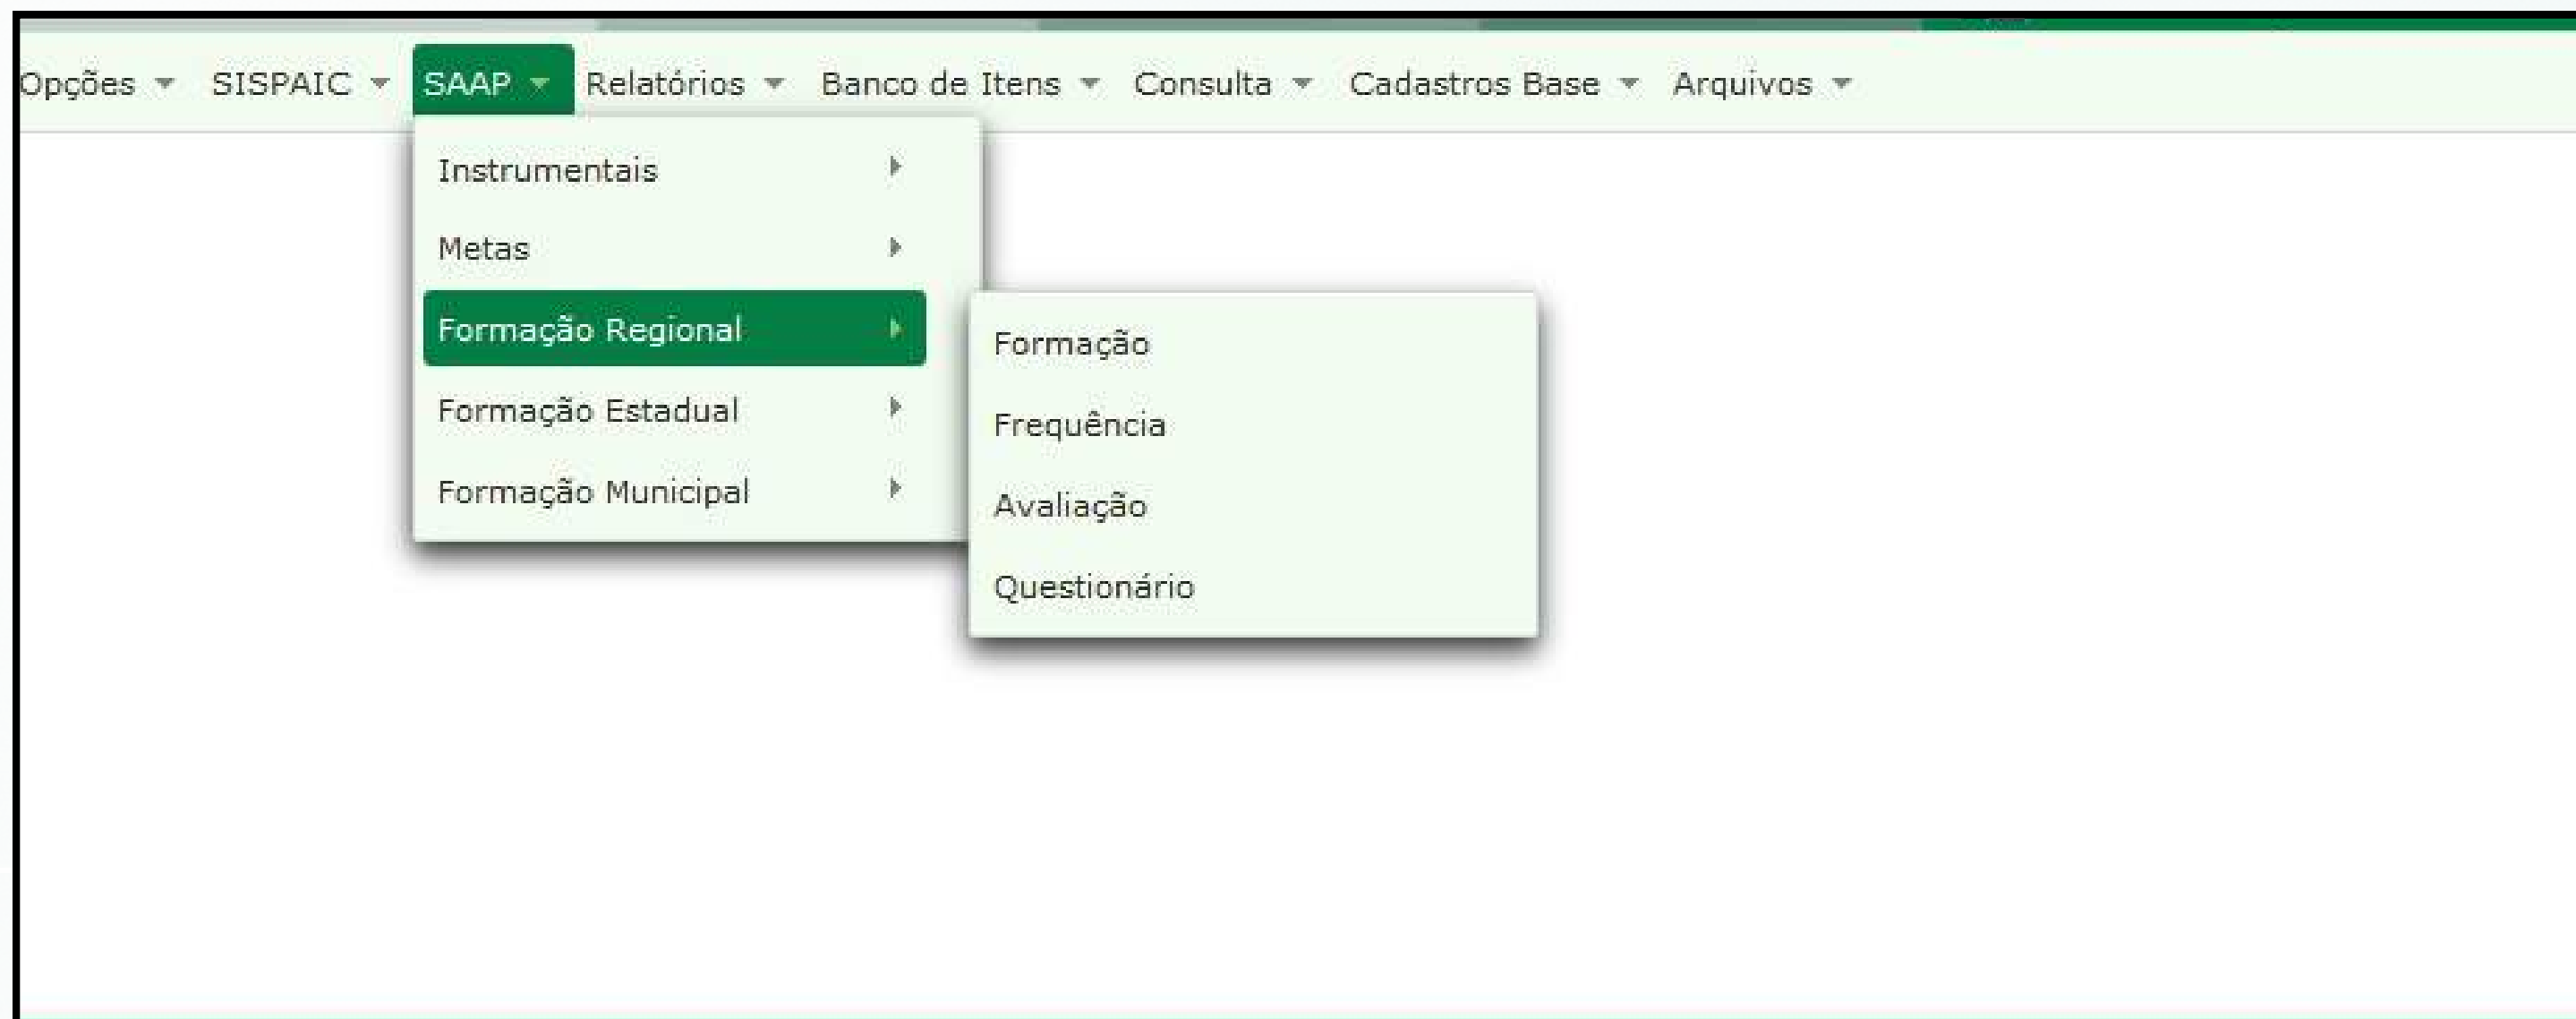 Opções SISPAIC SAAP Relatórios Banco de Itens Consulta Cadastros Base Arquivos
Instrumentais
Metas
Formação Regional
Formação Estadual
Formação Municipal
Formação
Frequência
Avaliação
Questionário